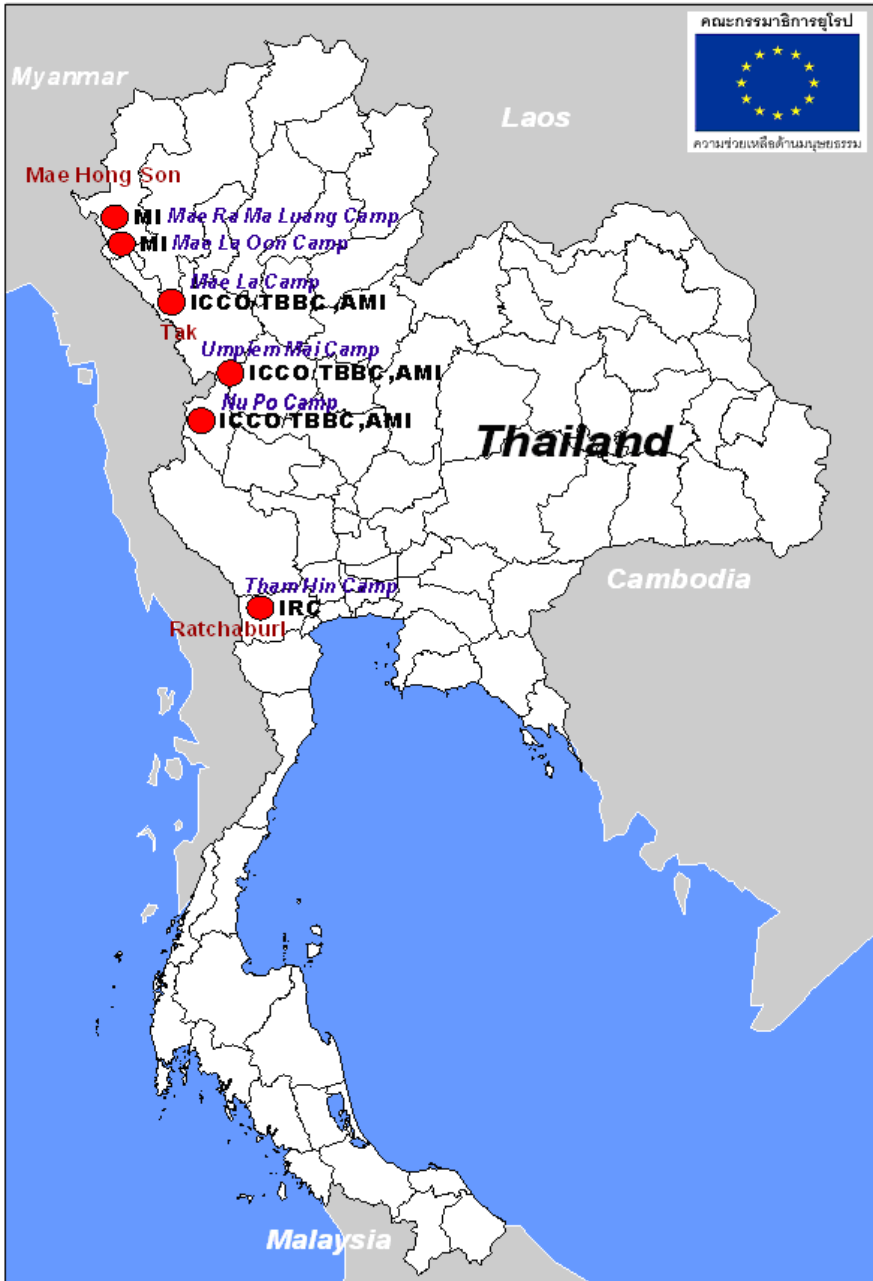 คณะกรรมาธิการยุโรป
ความช่วยเหลือด้านมนุษยธรรม
Myanmar
Laos
Mae Hong Son
MI Mae Ra Ma Luang Camp
MI Mae La Oon Camp
Mae La Camp
ICCO/TBBC,AMI
Tak
Umpiem Mai Camp
ICCO/TBBC,AMI
Nu Po Camp
ICCO/TBBC,AMI
Thailand
Cambodia
Tham Hin Camp
IRC
Ratchaburi
Malaysia